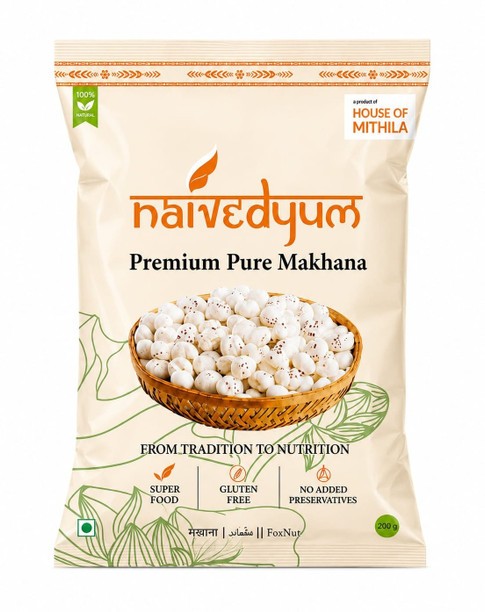 100%
NATURAL
a product of
HOUSE OF
MITHILA
naivedyum
Premium Pure Makhana
FROM TRADITION TO NUTRITION
SUPER
FOOD
GLUTEN
FREE
NO ADDED
PRESERVATIVES
200 g
मखाना | || FoxNut